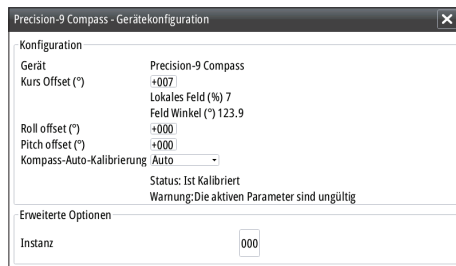 Precision-9 Compass - Gerätekonfiguration
Konfiguration
Gerät Precision-9 Compass
Kurs Offset (°) +007
Lokales Feld (%) 7
Feld Winkel (°) 123.9
Roll offset (°) +000
Pitch offset (°) +000
Kompass-Auto-Kalibrierung Auto
Status: Ist Kalibriert
Warnung:Die aktiven Parameter sind ungültig
Erweiterte Optionen
Instanz 000